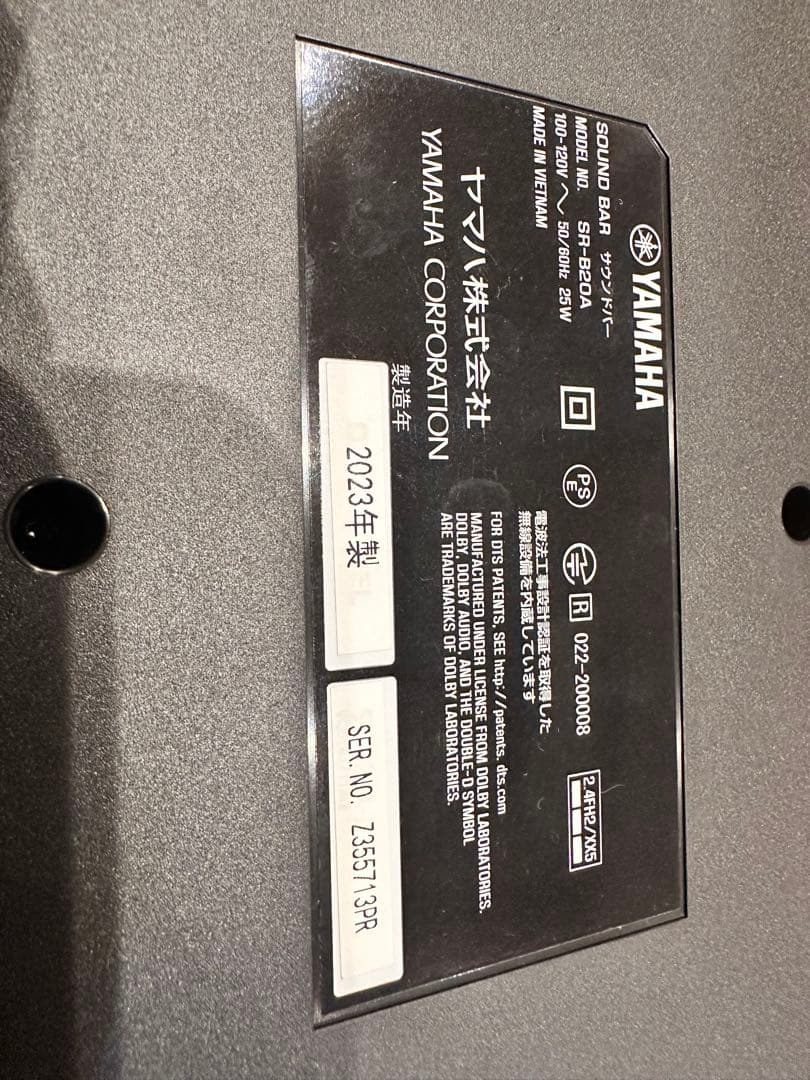 YAMAHA
SOUND BAR サウンドバー
MODEL NO. SR-B20A
100-120V 50/60Hz 25W
MADE IN VIETNAM
PS
E
R 022-200008
2.4FH2/XX5
電波法工事設計認証を取得した
無線設備を内蔵しています
FOR DTS PATENTS, SEE http://patents.dts.com
MANUFACTURED UNDER LICENSE FROM DOLBY LABORATORIES.
DOLBY, DOLBY AUDIO, AND THE DOUBLE-D SYMBOL
ARE TRADEMARKS OF DOLBY LABORATORIES.
ヤマハ株式会社
YAMAHA CORPORATION
製造年
2023年製
SER. NO. Z355713PR